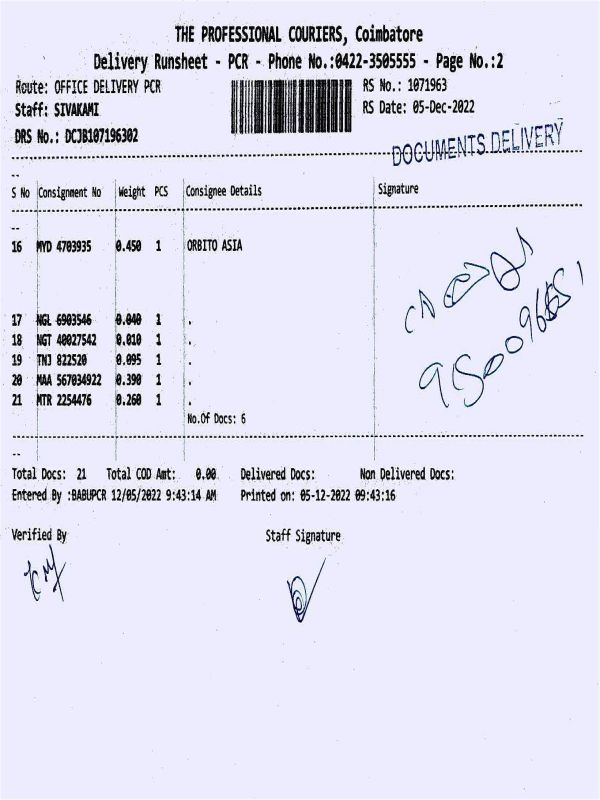 THE PROFESSIONAL COURIERS, Coimbatore
Delivery Runsheet - PCR - Phone No.:0422-3505555 - Page No.:2
Route: OFFICE DELIVERY PCR
RS No.: 1071963
Staff: SIVAKAMI
RS Date: 05-Dec-2022
DRS No.: DCJB107196302
DOCUMENTS DELIVERY
S No Consignment No Weight PCS Consignee Details Signature
16 MYD 4703935 0.450 1 ORBITO ASIA
17 NGL 6903546 0.040 1 .
18 NGT 40027542 0.010 1 .
19 TNJ 822520 0.095 1 .
20 MAA 567034922 0.390 1 .
21 MTR 2254476 0.260 1 .
No.Of Docs: 6
Total Docs: 21 Total COD Amt: 0.00 Delivered Docs: Non Delivered Docs:
Entered By :BABUPCR 12/05/2022 9:43:14 AM Printed on: 05-12-2022 09:43:16
Verified By Staff Signature